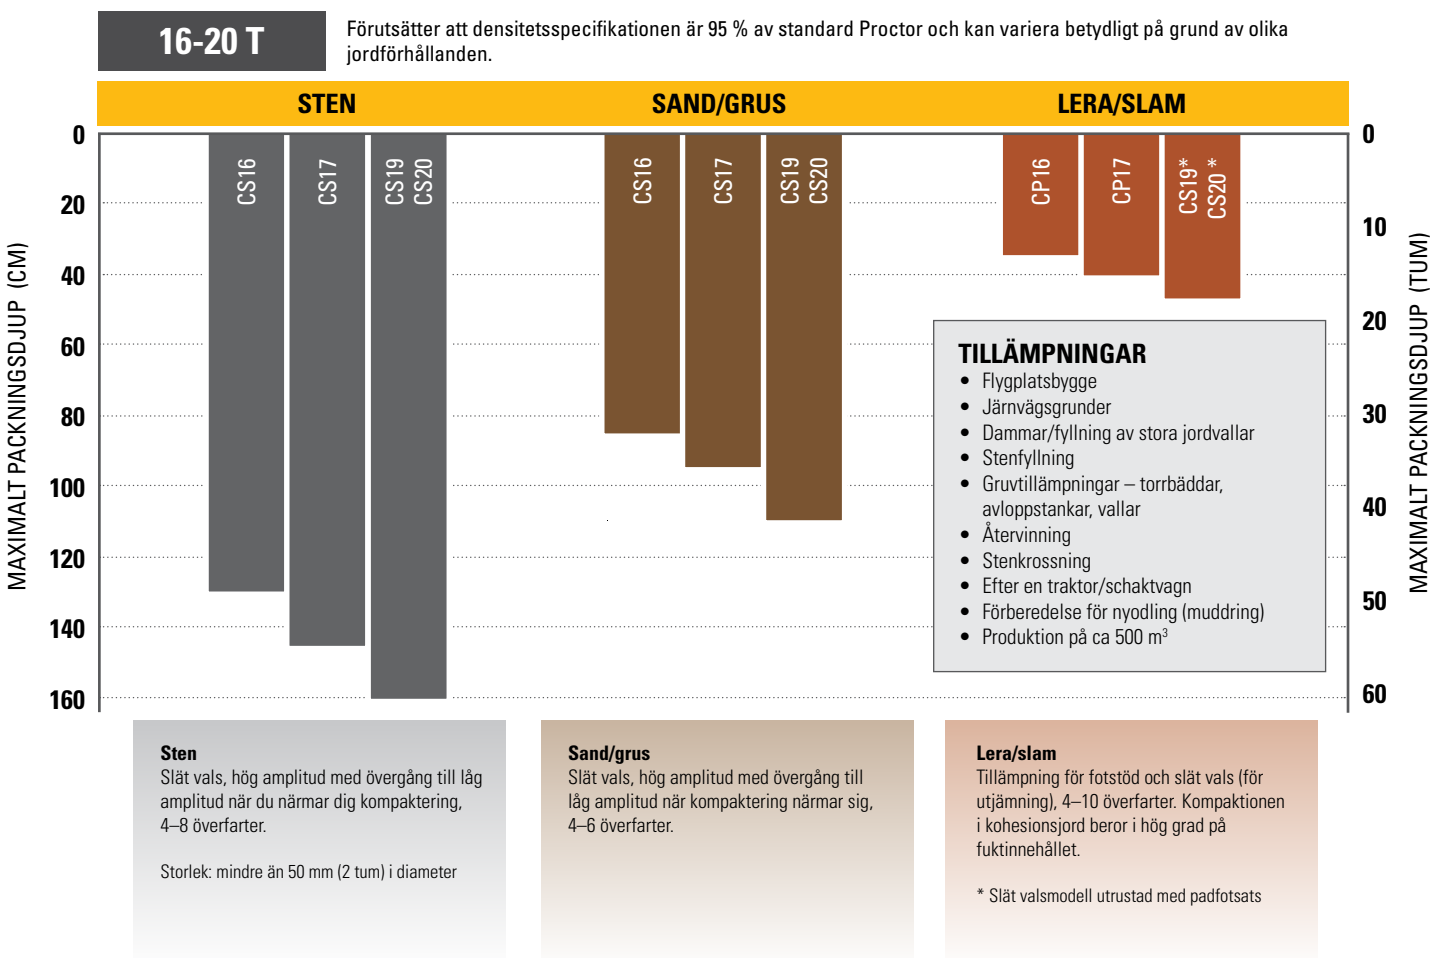 16-20 T
Förutsätter att densitetsspecifikationen är 95 % av standard Proctor och kan variera betydligt på grund av olika
jordförhållanden.
STEN
SAND/GRUS
LERA/SLAM
MAXIMALT PACKNINGSDJUP (CM)
0
20
40
60
80
100
120
140
160
CS16
CS17
CS19
CS20
CS16
CS17
CS19
CS20
CP16
CP17
CS19*
CS20 *
0
10
20
30
40
50
60
MAXIMALT PACKNINGSDJUP (TUM)
TILLÄMPNINGAR
• Flygplatsbygge
• Järnvägsgrunder
• Dammar/fyllning av stora jordvallar
• Stenfyllning
• Gruvtillämpningar – torrbäddar,
avloppstankar, vallar
• Återvinning
• Stenkrossning
• Efter en traktor/schaktvagn
• Förberedelse för nyodling (muddring)
• Produktion på ca 500 m³
Sten
Slät vals, hög amplitud med övergång till låg
amplitud när du närmar dig kompaktering,
4–8 överfarter.
Storlek: mindre än 50 mm (2 tum) i diameter
Sand/grus
Slät vals, hög amplitud med övergång till
låg amplitud när kompaktering närmar sig,
4–6 överfarter.
Lera/slam
Tillämpning för fotstöd och slät vals (för
utjämning), 4–10 överfarter. Kompaktionen
i kohesionsjord beror i hög grad på
fuktinnehållet.
* Slät valsmodell utrustad med padfotsats